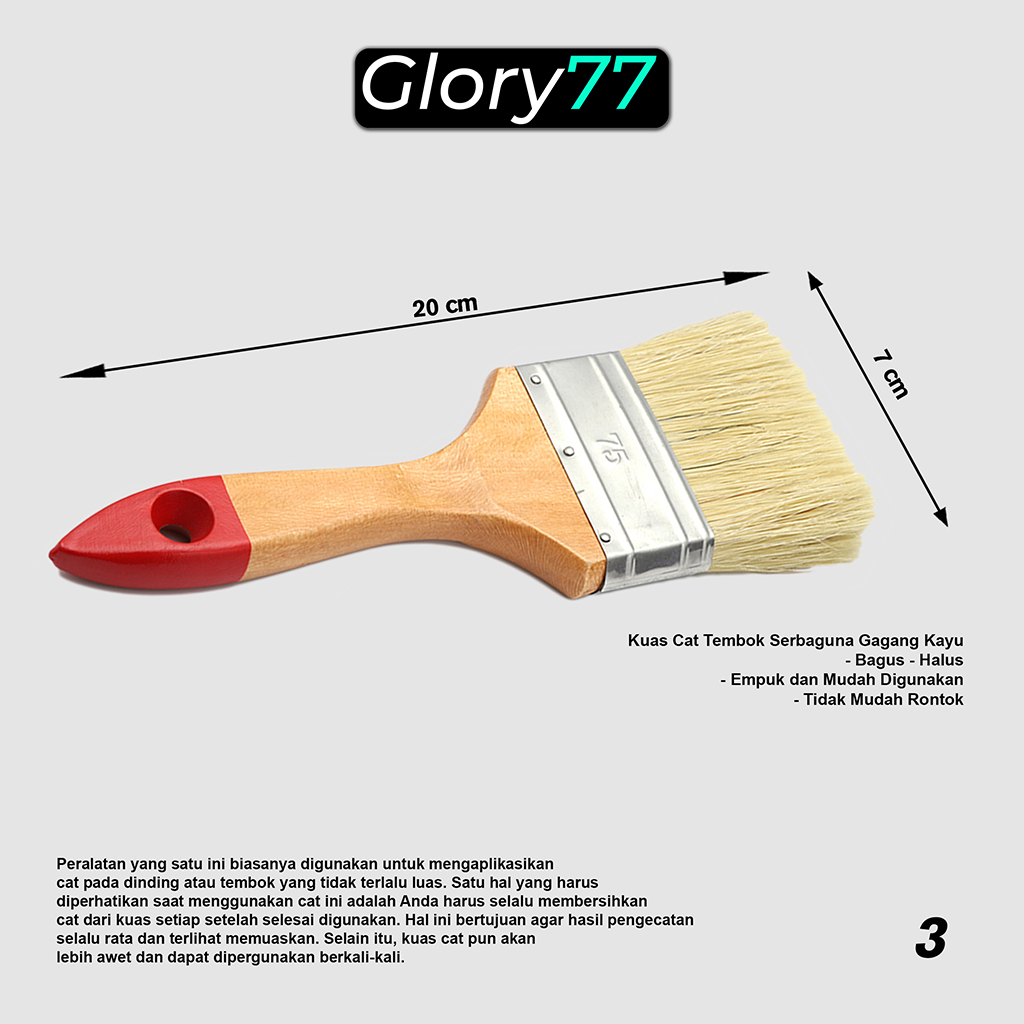 Glory77
20 cm
7 cm
75
Kuas Cat Tembok Serbaguna Gagang Kayu
- Bagus - Halus
- Empuk dan Mudah Digunakan
- Tidak Mudah Rontok
Peralatan yang satu ini biasanya digunakan untuk mengaplikasikan
cat pada dinding atau tembok yang tidak terlalu luas. Satu hal yang harus
diperhatikan saat menggunakan cat ini adalah Anda harus selalu membersihkan
cat dari kuas setiap setelah selesai digunakan. Hal ini bertujuan agar hasil pengecatan
selalu rata dan terlihat memuaskan. Selain itu, kuas cat pun akan
lebih awet dan dapat dipergunakan berkali-kali.
3